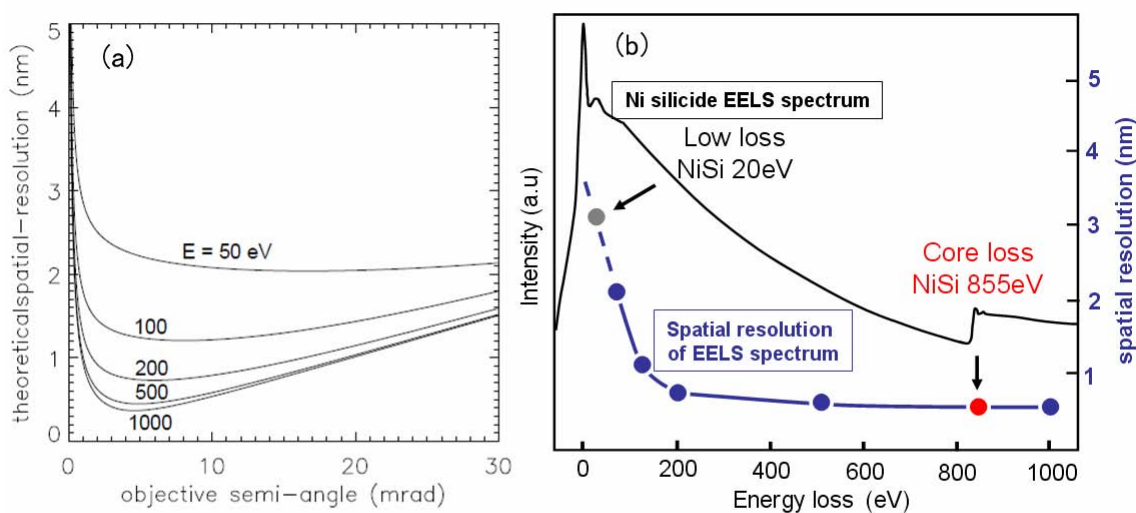 (a)
theoreticalspatial-resolution (nm)
5
4
3
2
1
0
E = 50 eV
100
200
500
1000
0
10
20
30
objective semi-angle (mrad)
(b)
Ni silicide EELS spectrum
Low loss
NiSi 20eV
Core loss
NiSi 855eV
Spatial resolution
of EELS spectrum
Intensity (a.u)
5
4
3
2
1
spatial resolution (nm)
0
200
400
600
800
1000
Energy loss (eV)